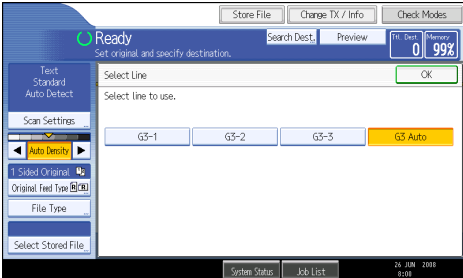 Store File
Change TX / Info
Check Modes
Ready
Set original and specify destination.
Search Dest.
Preview
Ttl. Dest.
0
Memory
99%
Text
Standard
Auto Detect
Scan Settings
Auto Density
1 Sided Original
Original Feed Type
File Type
Select Stored File
Select Line
OK
Select line to use.
G3-1
G3-2
G3-3
G3 Auto
System Status
Job List
26 JUN 2008
8:00